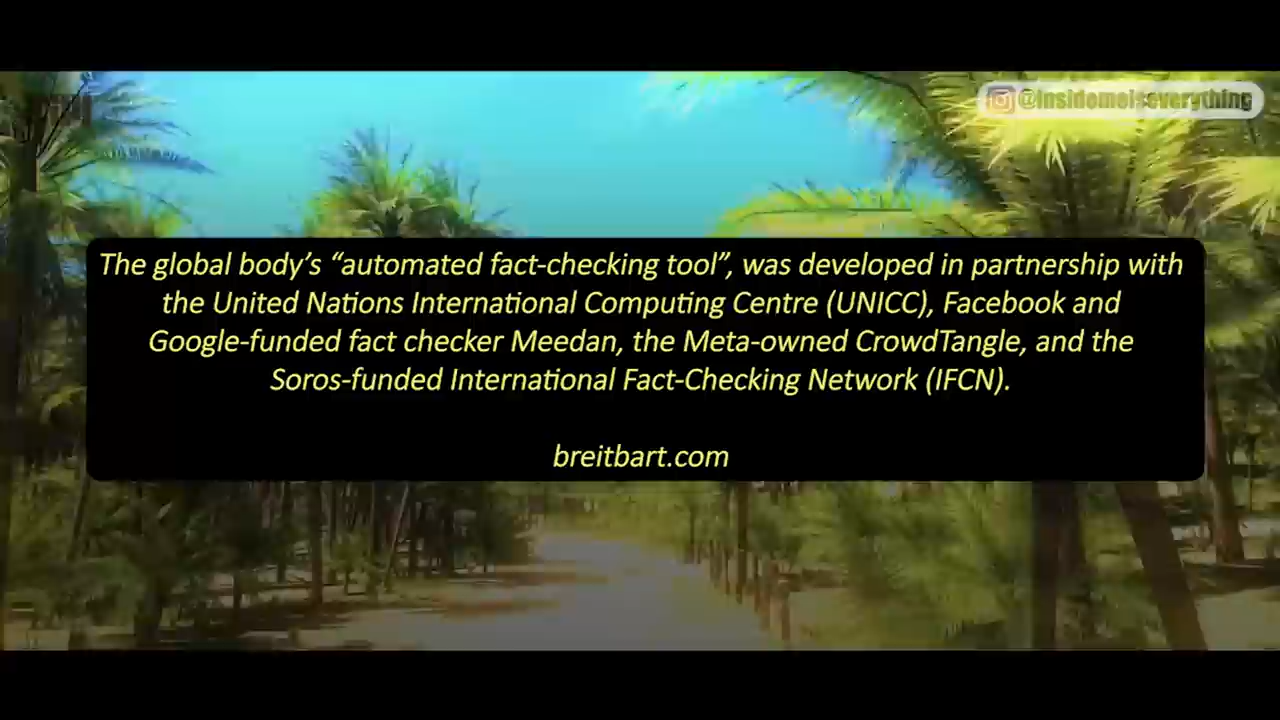 @insidemeiseverything
The global body’s “automated fact-checking tool”, was developed in partnership with
the United Nations International Computing Centre (UNICC), Facebook and
Google-funded fact checker Meedan, the Meta-owned CrowdTangle, and the
Soros-funded International Fact-Checking Network (IFCN).
breitbart.com